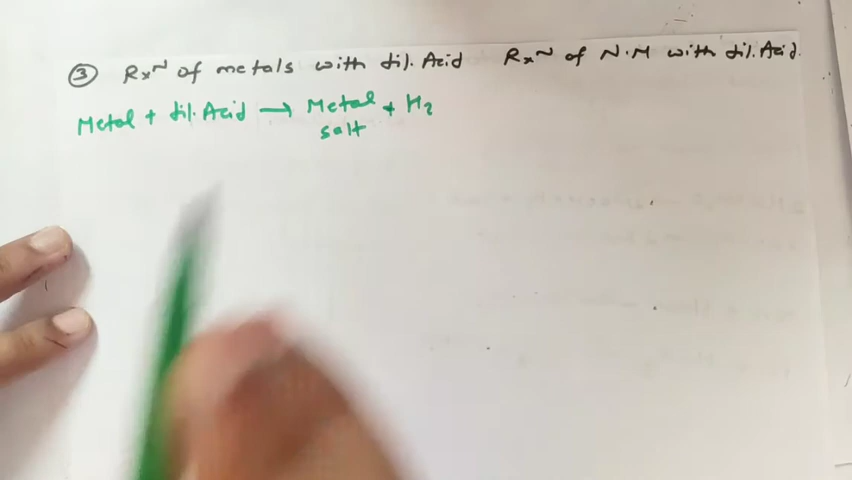 ③ Rxᴺ of metals with dil. Acid Rxᴺ of N.M with dil. Acid.
Metal + dil. Acid → Metal + H₂
salt